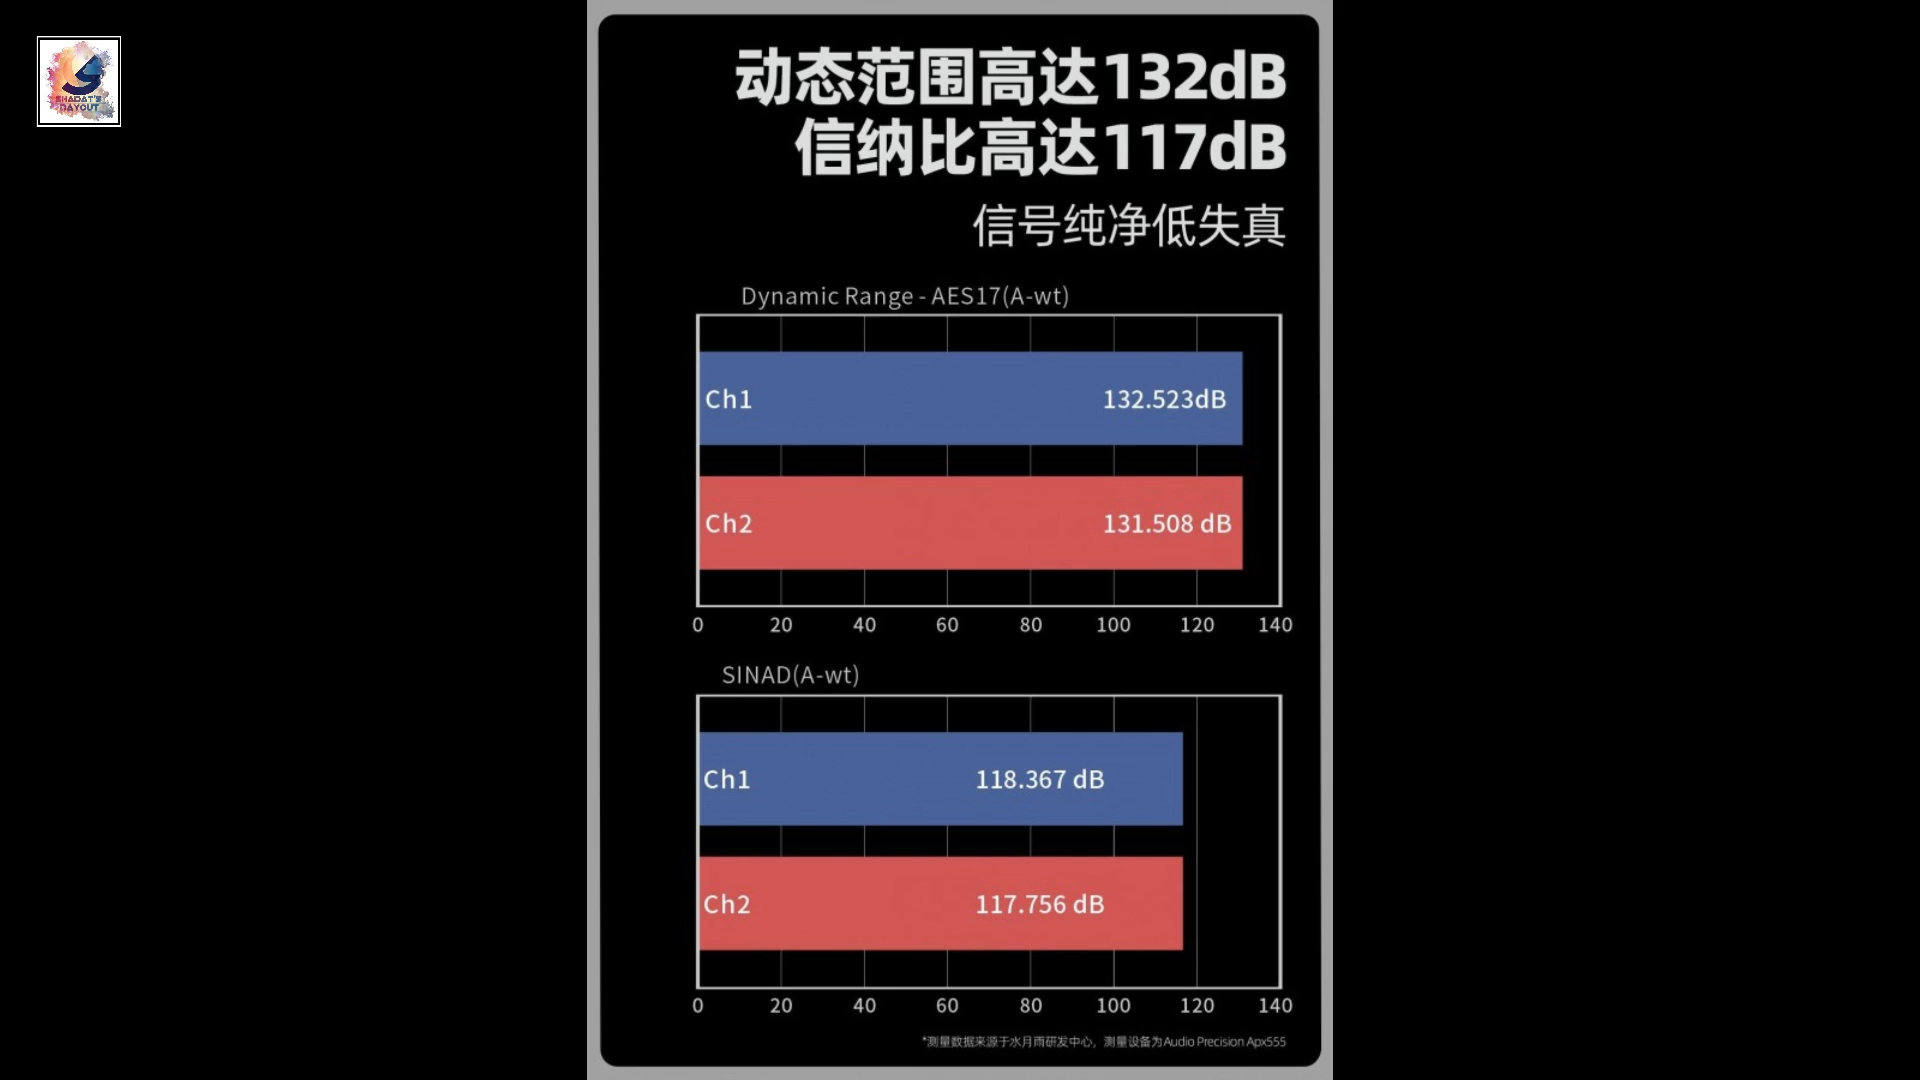 SHADAT'S
DAYOUT
动态范围高达132dB
信纳比高达117dB
信号纯净低失真
Dynamic Range - AES17(A-wt)
Ch1 132.523dB
Ch2 131.508 dB
0 20 40 60 80 100 120 140
SINAD(A-wt)
Ch1 118.367 dB
Ch2 117.756 dB
0 20 40 60 80 100 120 140
*测量数据来源于水月雨研发中心，测量设备为Audio Precision Apx555